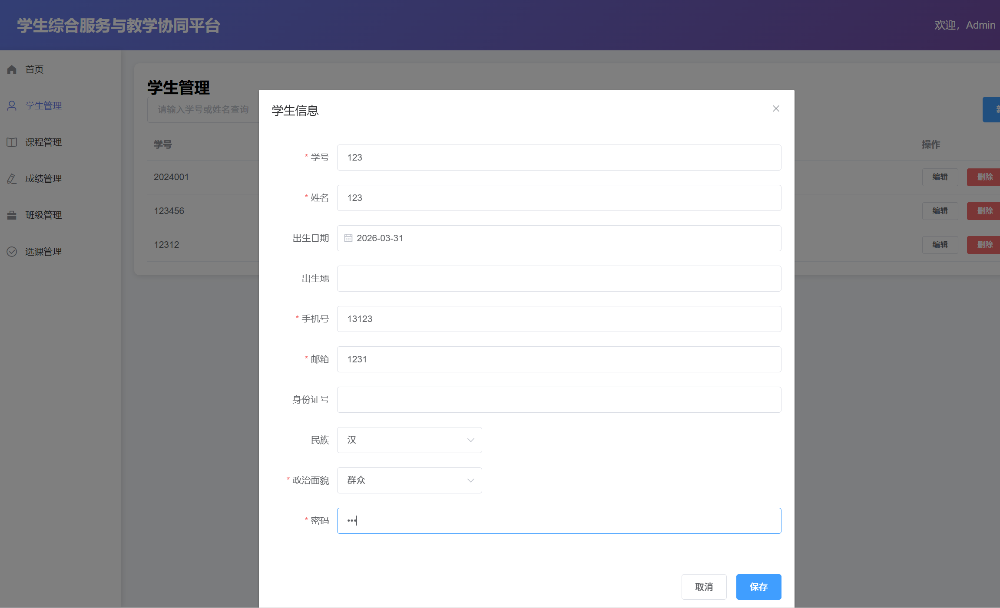 学生综合服务与教学协同平台
欢迎，Admin
首页
学生管理
课程管理
成绩管理
班级管理
选课管理
学生管理
请输入学号或姓名查询
学号
操作
2024001
编辑
删除
123456
编辑
删除
12312
编辑
删除
学生信息
* 学号
123
* 姓名
123
出生日期
2026-03-31
出生地
* 手机号
13123
* 邮箱
1231
身份证号
民族
汉
* 政治面貌
群众
* 密码
•••
取消
保存